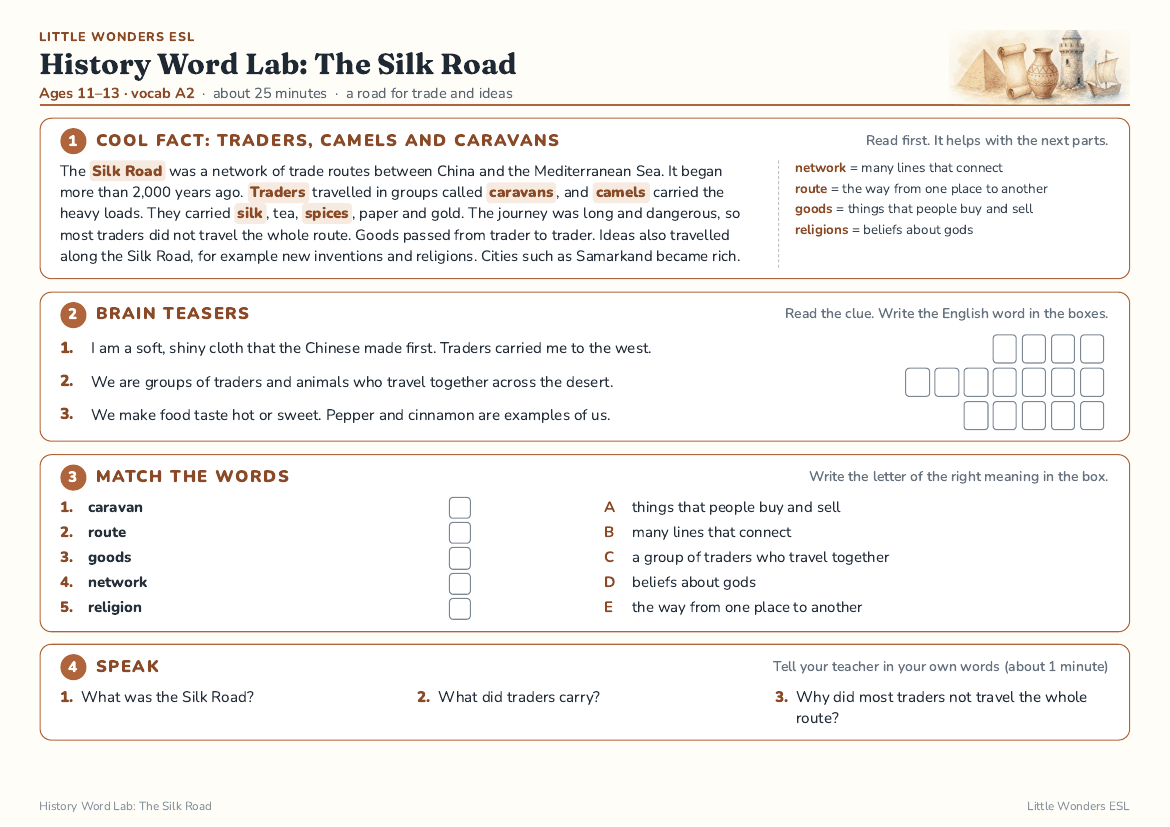 LITTLE WONDERS ESL
History Word Lab: The Silk Road
Ages 11–13 · vocab A2 · about 25 minutes · a road for trade and ideas
1 COOL FACT: TRADERS, CAMELS AND CARAVANS
Read first. It helps with the next parts.
The Silk Road was a network of trade routes between China and the Mediterranean Sea. It began
more than 2,000 years ago. Traders travelled in groups called caravans, and camels carried the
heavy loads. They carried silk, tea, spices, paper and gold. The journey was long and dangerous, so
most traders did not travel the whole route. Goods passed from trader to trader. Ideas also travelled
along the Silk Road, for example new inventions and religions. Cities such as Samarkand became rich.
network = many lines that connect
route = the way from one place to another
goods = things that people buy and sell
religions = beliefs about gods
2 BRAIN TEASERS
Read the clue. Write the English word in the boxes.
1. I am a soft, shiny cloth that the Chinese made first. Traders carried me to the west.
2. We are groups of traders and animals who travel together across the desert.
3. We make food taste hot or sweet. Pepper and cinnamon are examples of us.
3 MATCH THE WORDS
Write the letter of the right meaning in the box.
1. caravan
2. route
3. goods
4. network
5. religion
A things that people buy and sell
B many lines that connect
C a group of traders who travel together
D beliefs about gods
E the way from one place to another
4 SPEAK
Tell your teacher in your own words (about 1 minute)
1. What was the Silk Road?
2. What did traders carry?
3. Why did most traders not travel the whole
route?
History Word Lab: The Silk Road
Little Wonders ESL